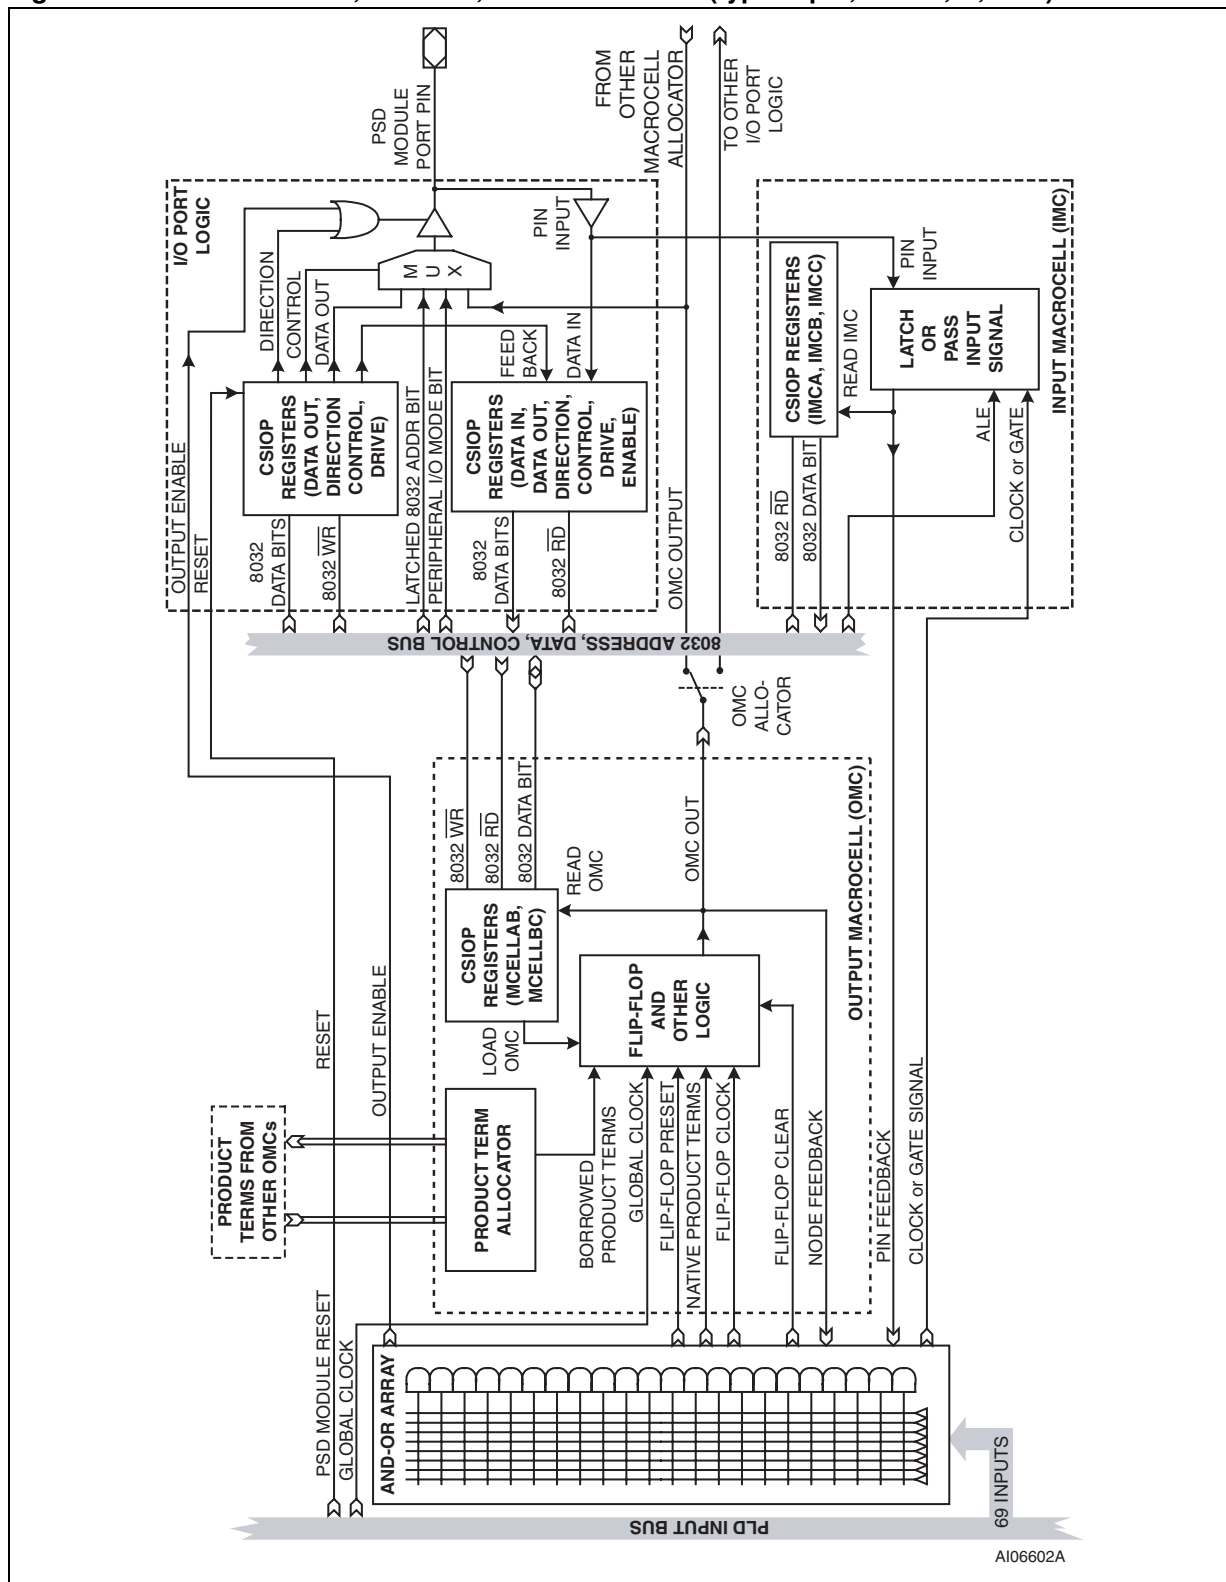 FROM
OTHER
MACROCELL
ALLOCATOR
TO OTHER
I/O PORT
LOGIC
PSD
MODULE
PORT PIN
I/O PORT
LOGIC
DIRECTION
CONTROL
DATA OUT
M
U
X
PIN
INPUT
FEED
BACK
DATA IN
OUTPUT ENABLE
RESET
CSIOP
REGISTERS
(DATA OUT,
DIRECTION
CONTROL,
DRIVE)
8032
DATA BITS
8032 WR
LATCHED 8032 ADDR BIT
PERIPHERAL I/O MODE BIT
CSIOP
REGISTERS
(DATA IN,
DATA OUT,
DIRECTION,
CONTROL,
DRIVE,
ENABLE)
8032
DATA BITS
8032 RD
OMC OUTPUT
INPUT MACROCELL (IMC)
CSIOP REGISTERS
(IMCA, IMCB, IMCC)
READ IMC
PIN
INPUT
LATCH
OR
PASS
INPUT
SIGNAL
8032 RD
8032 DATA BIT
ALE
CLOCK or GATE
8032 ADDRESS, DATA, CONTROL BUS
OMC
ALLO-
CATOR
OUTPUT MACROCELL (OMC)
8032 WR
8032 RD
8032 DATA BIT
CSIOP
REGISTERS
(MCELLAB,
MCELLBC)
READ
OMC
OMC OUT
LOAD
OMC
FLIP-FLOP
AND
OTHER
LOGIC
RESET
OUTPUT ENABLE
PRODUCT
TERMS FROM
OTHER OMCs
PRODUCT TERM
ALLOCATOR
BORROWED
PRODUCT TERMS
GLOBAL CLOCK
FLIP-FLOP PRESET
NATIVE PRODUCT TERMS
FLIP-FLOP CLOCK
FLIP-FLOP CLEAR
NODE FEEDBACK
PIN FEEDBACK
CLOCK or GATE SIGNAL
PSD MODULE RESET
GLOBAL CLOCK
AND-OR ARRAY
PLD INPUT BUS
69 INPUTS
AI06602A